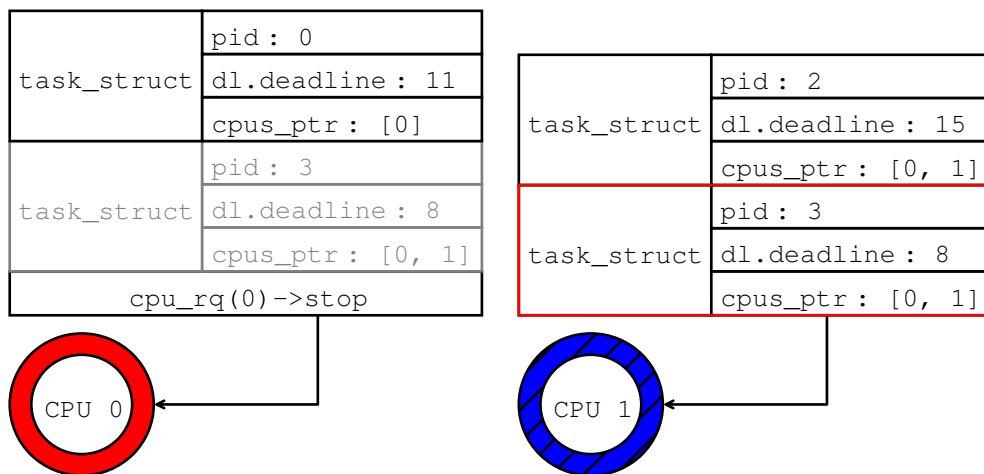 pid : 0
task_struct
dl.deadline : 11
cpus_ptr : [0]
pid : 3
task_struct
dl.deadline : 8
cpus_ptr : [0, 1]
cpu_rq(0)->stop
CPU 0
pid : 2
task_struct
dl.deadline : 15
cpus_ptr : [0, 1]
pid : 3
task_struct
dl.deadline : 8
cpus_ptr : [0, 1]
CPU 1